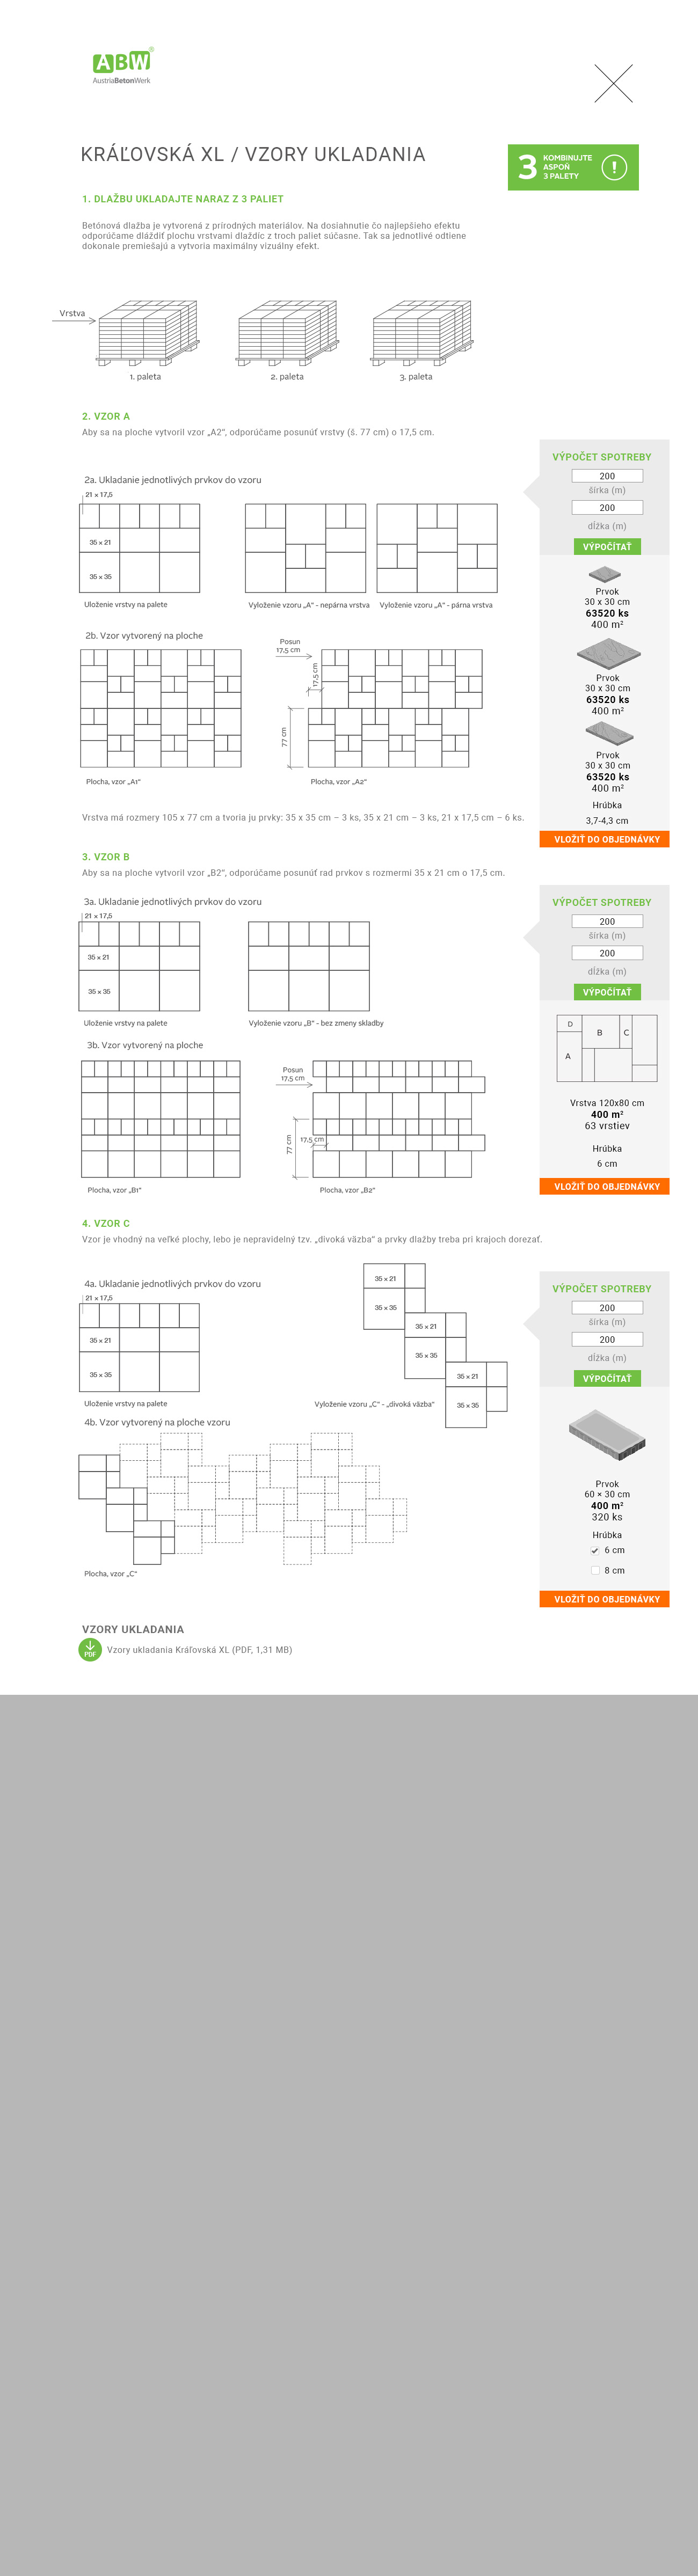 ABW®
AustriaBetonWerk
KRÁĽOVSKÁ XL / VZORY UKLADANIA
3 KOMBINUJTE
ASPOŇ
3 PALETY
!
1. DLAŽBU UKLADAJTE NARAZ Z 3 PALIET
Betónová dlažba je vytvorená z prírodných materiálov. Na dosiahnutie čo najlepšieho efektu
odporúčame dláždiť plochu vrstvami dlaždíc z troch paliet súčasne. Tak sa jednotlivé odtiene
dokonale premiešajú a vytvoria maximálny vizuálny efekt.
Vrstva
1. paleta
2. paleta
3. paleta
2. VZOR A
Aby sa na ploche vytvoril vzor „A2“, odporúčame posunúť vrstvy (š. 77 cm) o 17,5 cm.
2a. Ukladanie jednotlivých prvkov do vzoru
21 x 17,5
35 x 21
35 x 35
Uloženie vrstvy na palete
Vyloženie vzoru „A“ - nepárna vrstva
Vyloženie vzoru „A“ - párna vrstva
2b. Vzor vytvorený na ploche
Posun
17,5 cm
17,5 cm
77 cm
Plocha, vzor „A1“
Plocha, vzor „A2“
Vrstva má rozmery 105 x 77 cm a tvoria ju prvky: 35 x 35 cm – 3 ks, 35 x 21 cm – 3 ks, 21 x 17,5 cm – 6 ks.
VÝPOČET SPOTREBY
200
šírka (m)
200
dĺžka (m)
VÝPOČÍTAŤ
Prvok
30 x 30 cm
63520 ks
400 m²
Prvok
30 x 30 cm
63520 ks
400 m²
Prvok
30 x 30 cm
63520 ks
400 m²
Hrúbka
3,7-4,3 cm
VLOŽIŤ DO OBJEDNÁVKY
3. VZOR B
Aby sa na ploche vytvoril vzor „B2“, odporúčame posunúť rad prvkov s rozmermi 35 x 21 cm o 17,5 cm.
3a. Ukladanie jednotlivých prvkov do vzoru
21 x 17,5
35 x 21
35 x 35
Uloženie vrstvy na palete
Vyloženie vzoru „B“ - bez zmeny skladby
3b. Vzor vytvorený na ploche
Posun
17,5 cm
77 cm
17,5 cm
Plocha, vzor „B1“
Plocha, vzor „B2“
VÝPOČET SPOTREBY
200
šírka (m)
200
dĺžka (m)
VÝPOČÍTAŤ
D
B
C
A
Vrstva 120x80 cm
400 m²
63 vrstiev
Hrúbka
6 cm
VLOŽIŤ DO OBJEDNÁVKY
4. VZOR C
Vzor je vhodný na veľké plochy, lebo je nepravidelný tzv. „divoká väzba“ a prvky dlažby treba pri krajoch dorezať.
4a. Ukladanie jednotlivých prvkov do vzoru
21 x 17,5
35 x 21
35 x 35
Uloženie vrstvy na palete
35 x 21
35 x 35
35 x 21
35 x 35
35 x 21
35 x 35
Vyloženie vzoru „C“ - „divoká väzba“
4b. Vzor vytvorený na ploche vzoru
Plocha, vzor „C“
VÝPOČET SPOTREBY
200
šírka (m)
200
dĺžka (m)
VÝPOČÍTAŤ
Prvok
60 × 30 cm
400 m²
320 ks
Hrúbka
6 cm
8 cm
VLOŽIŤ DO OBJEDNÁVKY
VZORY UKLADANIA
PDF
Vzory ukladania Kráľovská XL (PDF, 1,31 MB)